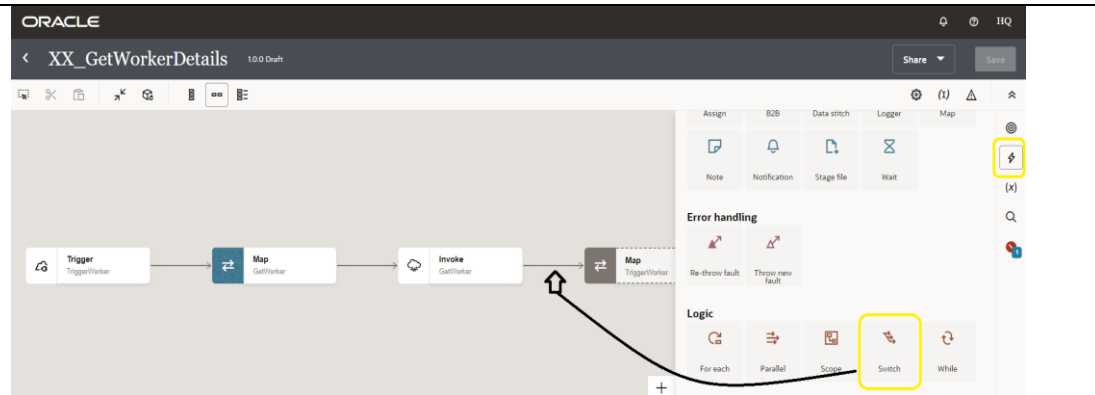 ORACLE
HQ
XX_GetWorkerDetails 1.0.0 Draft
Share
Save
(x)
Assign B2B Data stitch Logger Map
Note Notification Stage file Wait
(x)
Error handling
Re-throw fault Throw new
fault
1
Trigger
TriggerWorker
Map
GetWorker
Invoke
GetWorker
Map
TriggerWorker
Logic
For each Parallel Scope Switch While
+